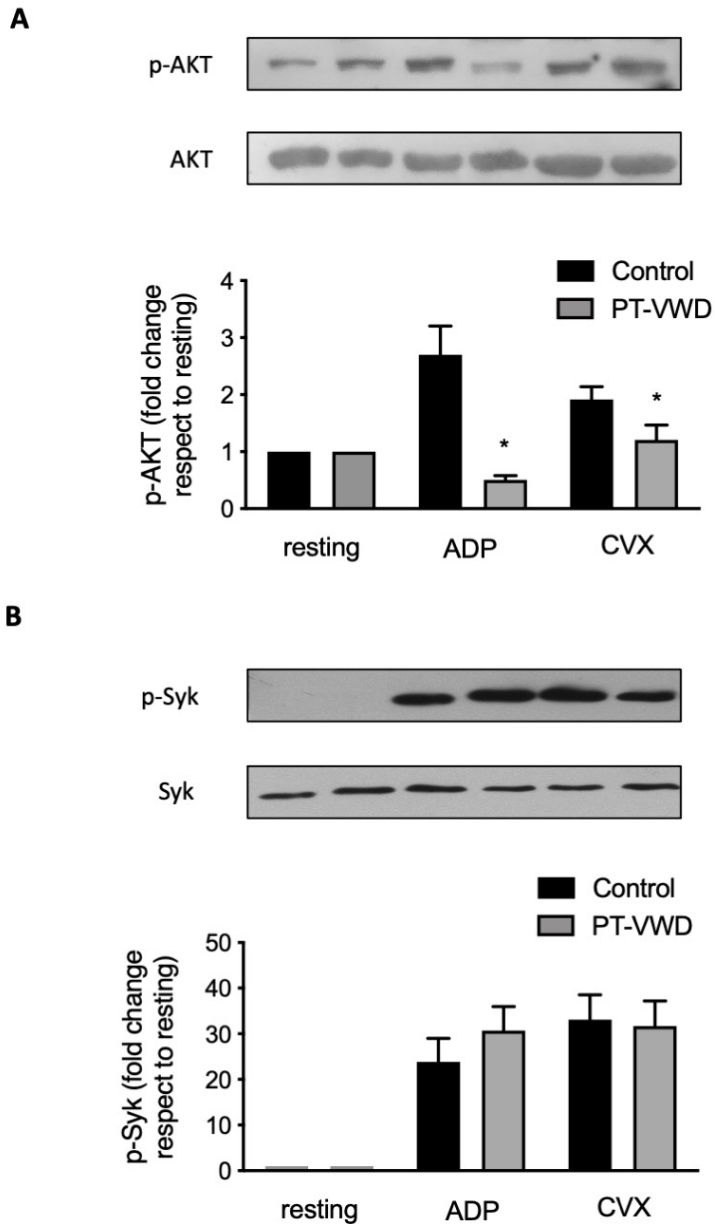 A
p-AKT
AKT
Control
PT-VWD
p-AKT (fold change
respect to resting)
4
3
2
1
0
*
*
resting ADP CVX
B
p-Syk
Syk
Control
PT-VWD
p-Syk (fold change
respect to resting)
50
40
30
20
10
0
resting ADP CVX